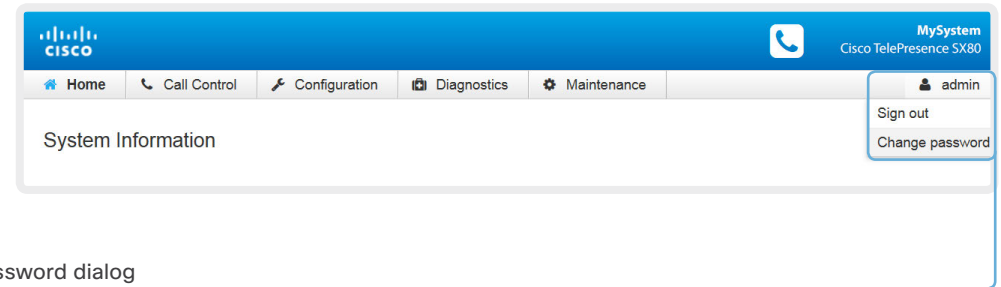 MySystem
CISCO
Cisco TelePresence SX80
Home Call Control Configuration Diagnostics Maintenance admin
Sign out
System Information
Change password
ssword dialog